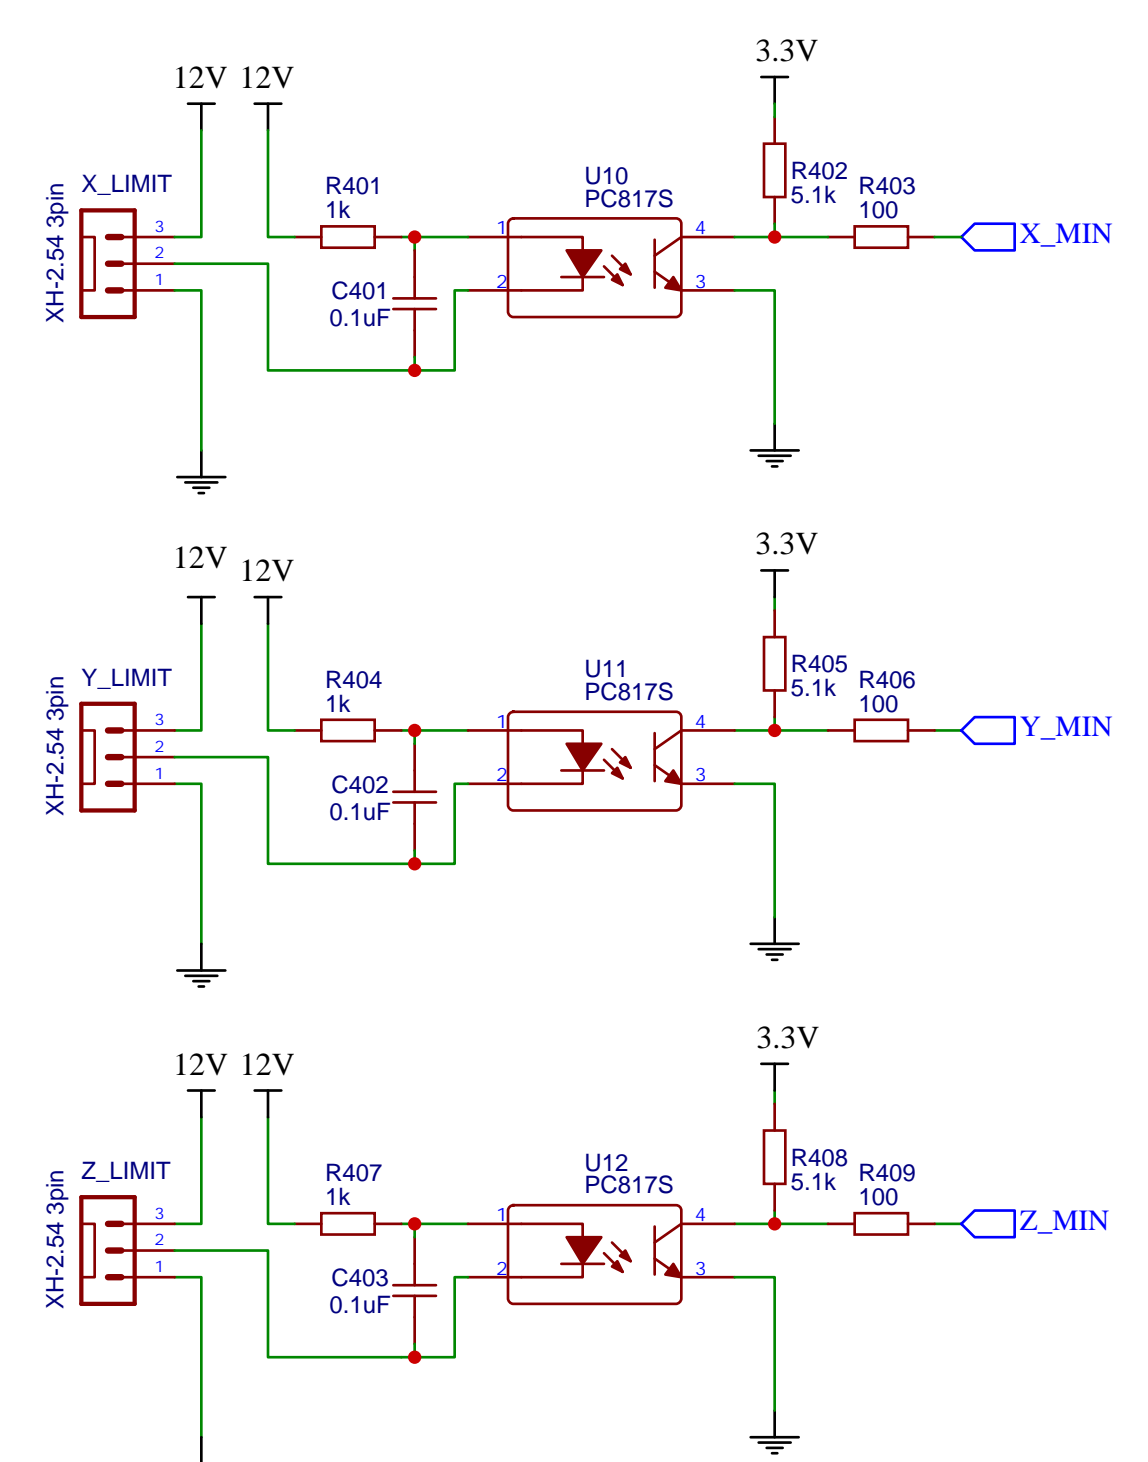 3.3V
12V 12V
X_LIMIT
XH-2.54 3pin
3
2
1
R401
1k
C401
0.1uF
U10
PC817S
1
2
4
3
R402
5.1k
R403
100
X_MIN
3.3V
12V 12V
Y_LIMIT
XH-2.54 3pin
3
2
1
R404
1k
C402
0.1uF
U11
PC817S
1
2
4
3
R405
5.1k
R406
100
Y_MIN
3.3V
12V 12V
Z_LIMIT
XH-2.54 3pin
3
2
1
R407
1k
C403
0.1uF
U12
PC817S
1
2
4
3
R408
5.1k
R409
100
Z_MIN